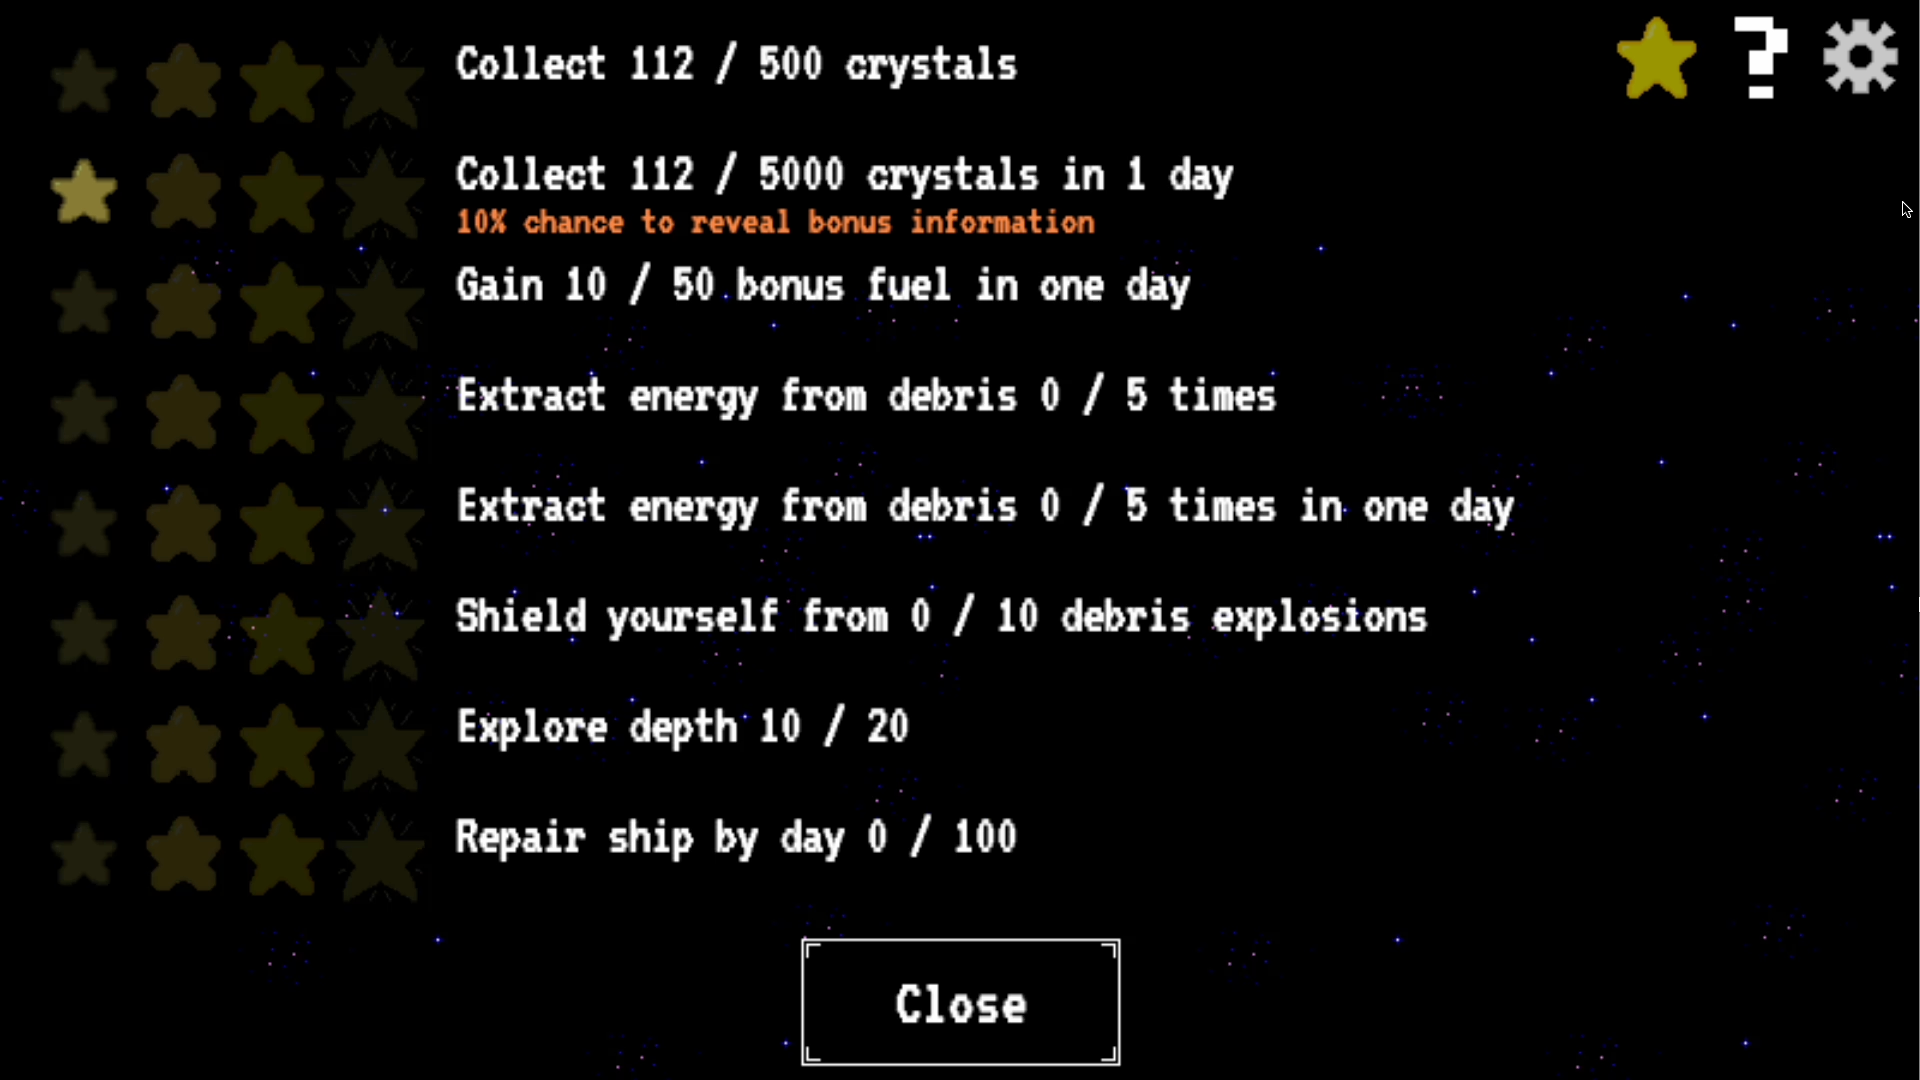 Collect 112 / 500 crystals
Collect 112 / 5000 crystals in 1 day
10% chance to reveal bonus information
Gain 10 / 50 bonus fuel in one day
Extract energy from debris 0 / 5 times
Extract energy from debris 0 / 5 times in one day
Shield yourself from 0 / 10 debris explosions
Explore depth 10 / 20
Repair ship by day 0 / 100
Close
?